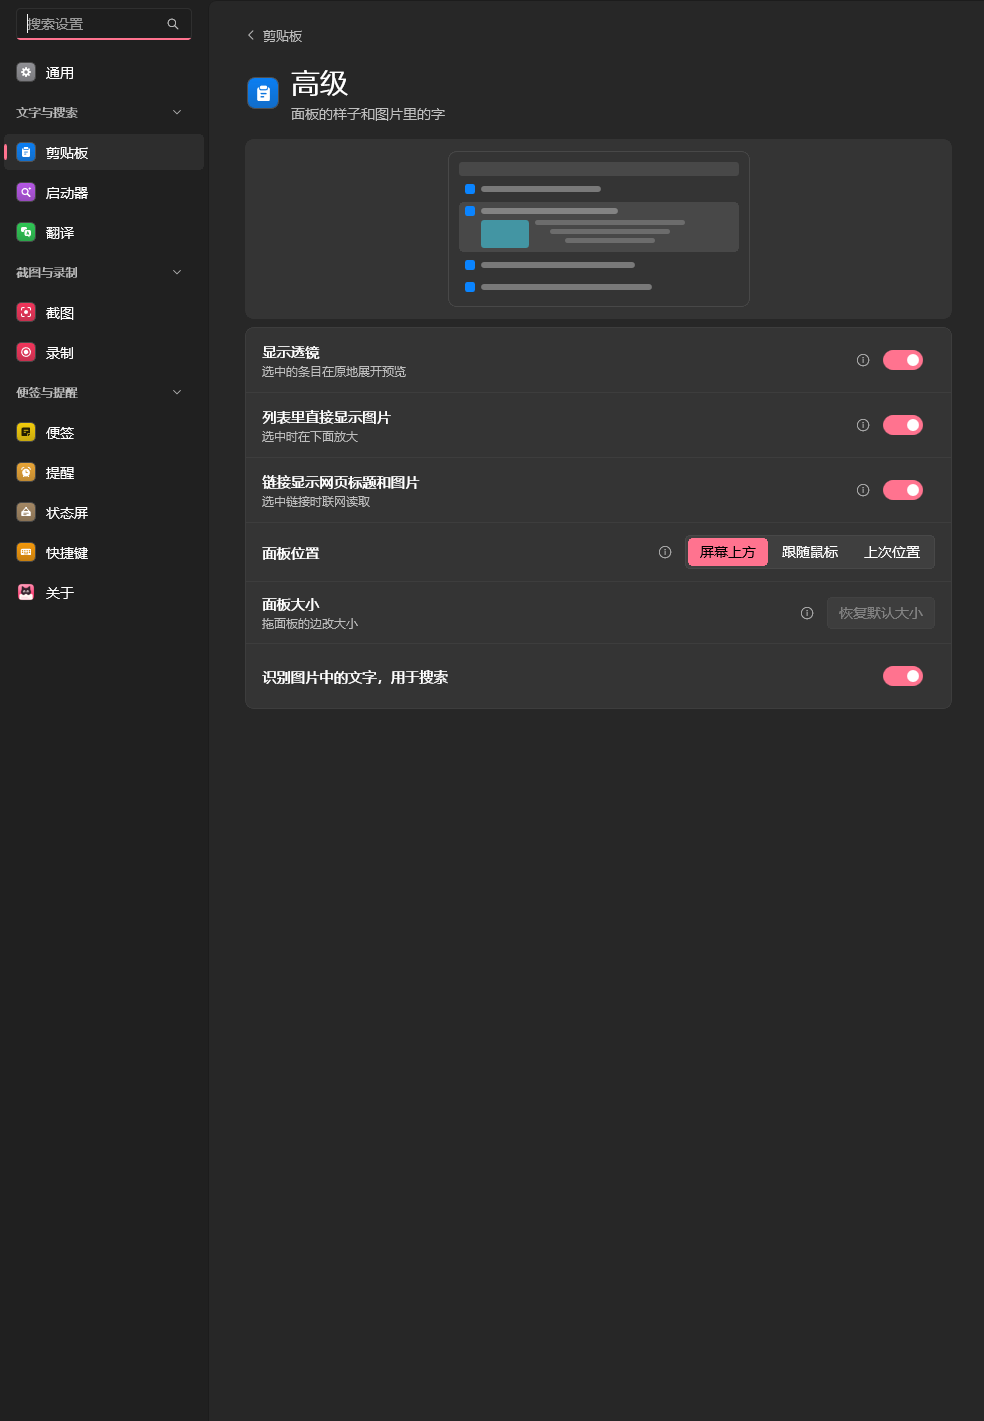 搜索设置
通用
文字与搜索
剪贴板
启动器
翻译
截图与录制
截图
录制
便签与提醒
便签
提醒
状态屏
快捷键
关于
剪贴板
高级
面板的样子和图片里的字
显示透镜
选中的条目在原地展开预览
列表里直接显示图片
选中时在下面放大
链接显示网页标题和图片
选中链接时联网读取
面板位置
屏幕上方 跟随鼠标 上次位置
面板大小
拖面板的边改大小
恢复默认大小
识别图片中的文字，用于搜索